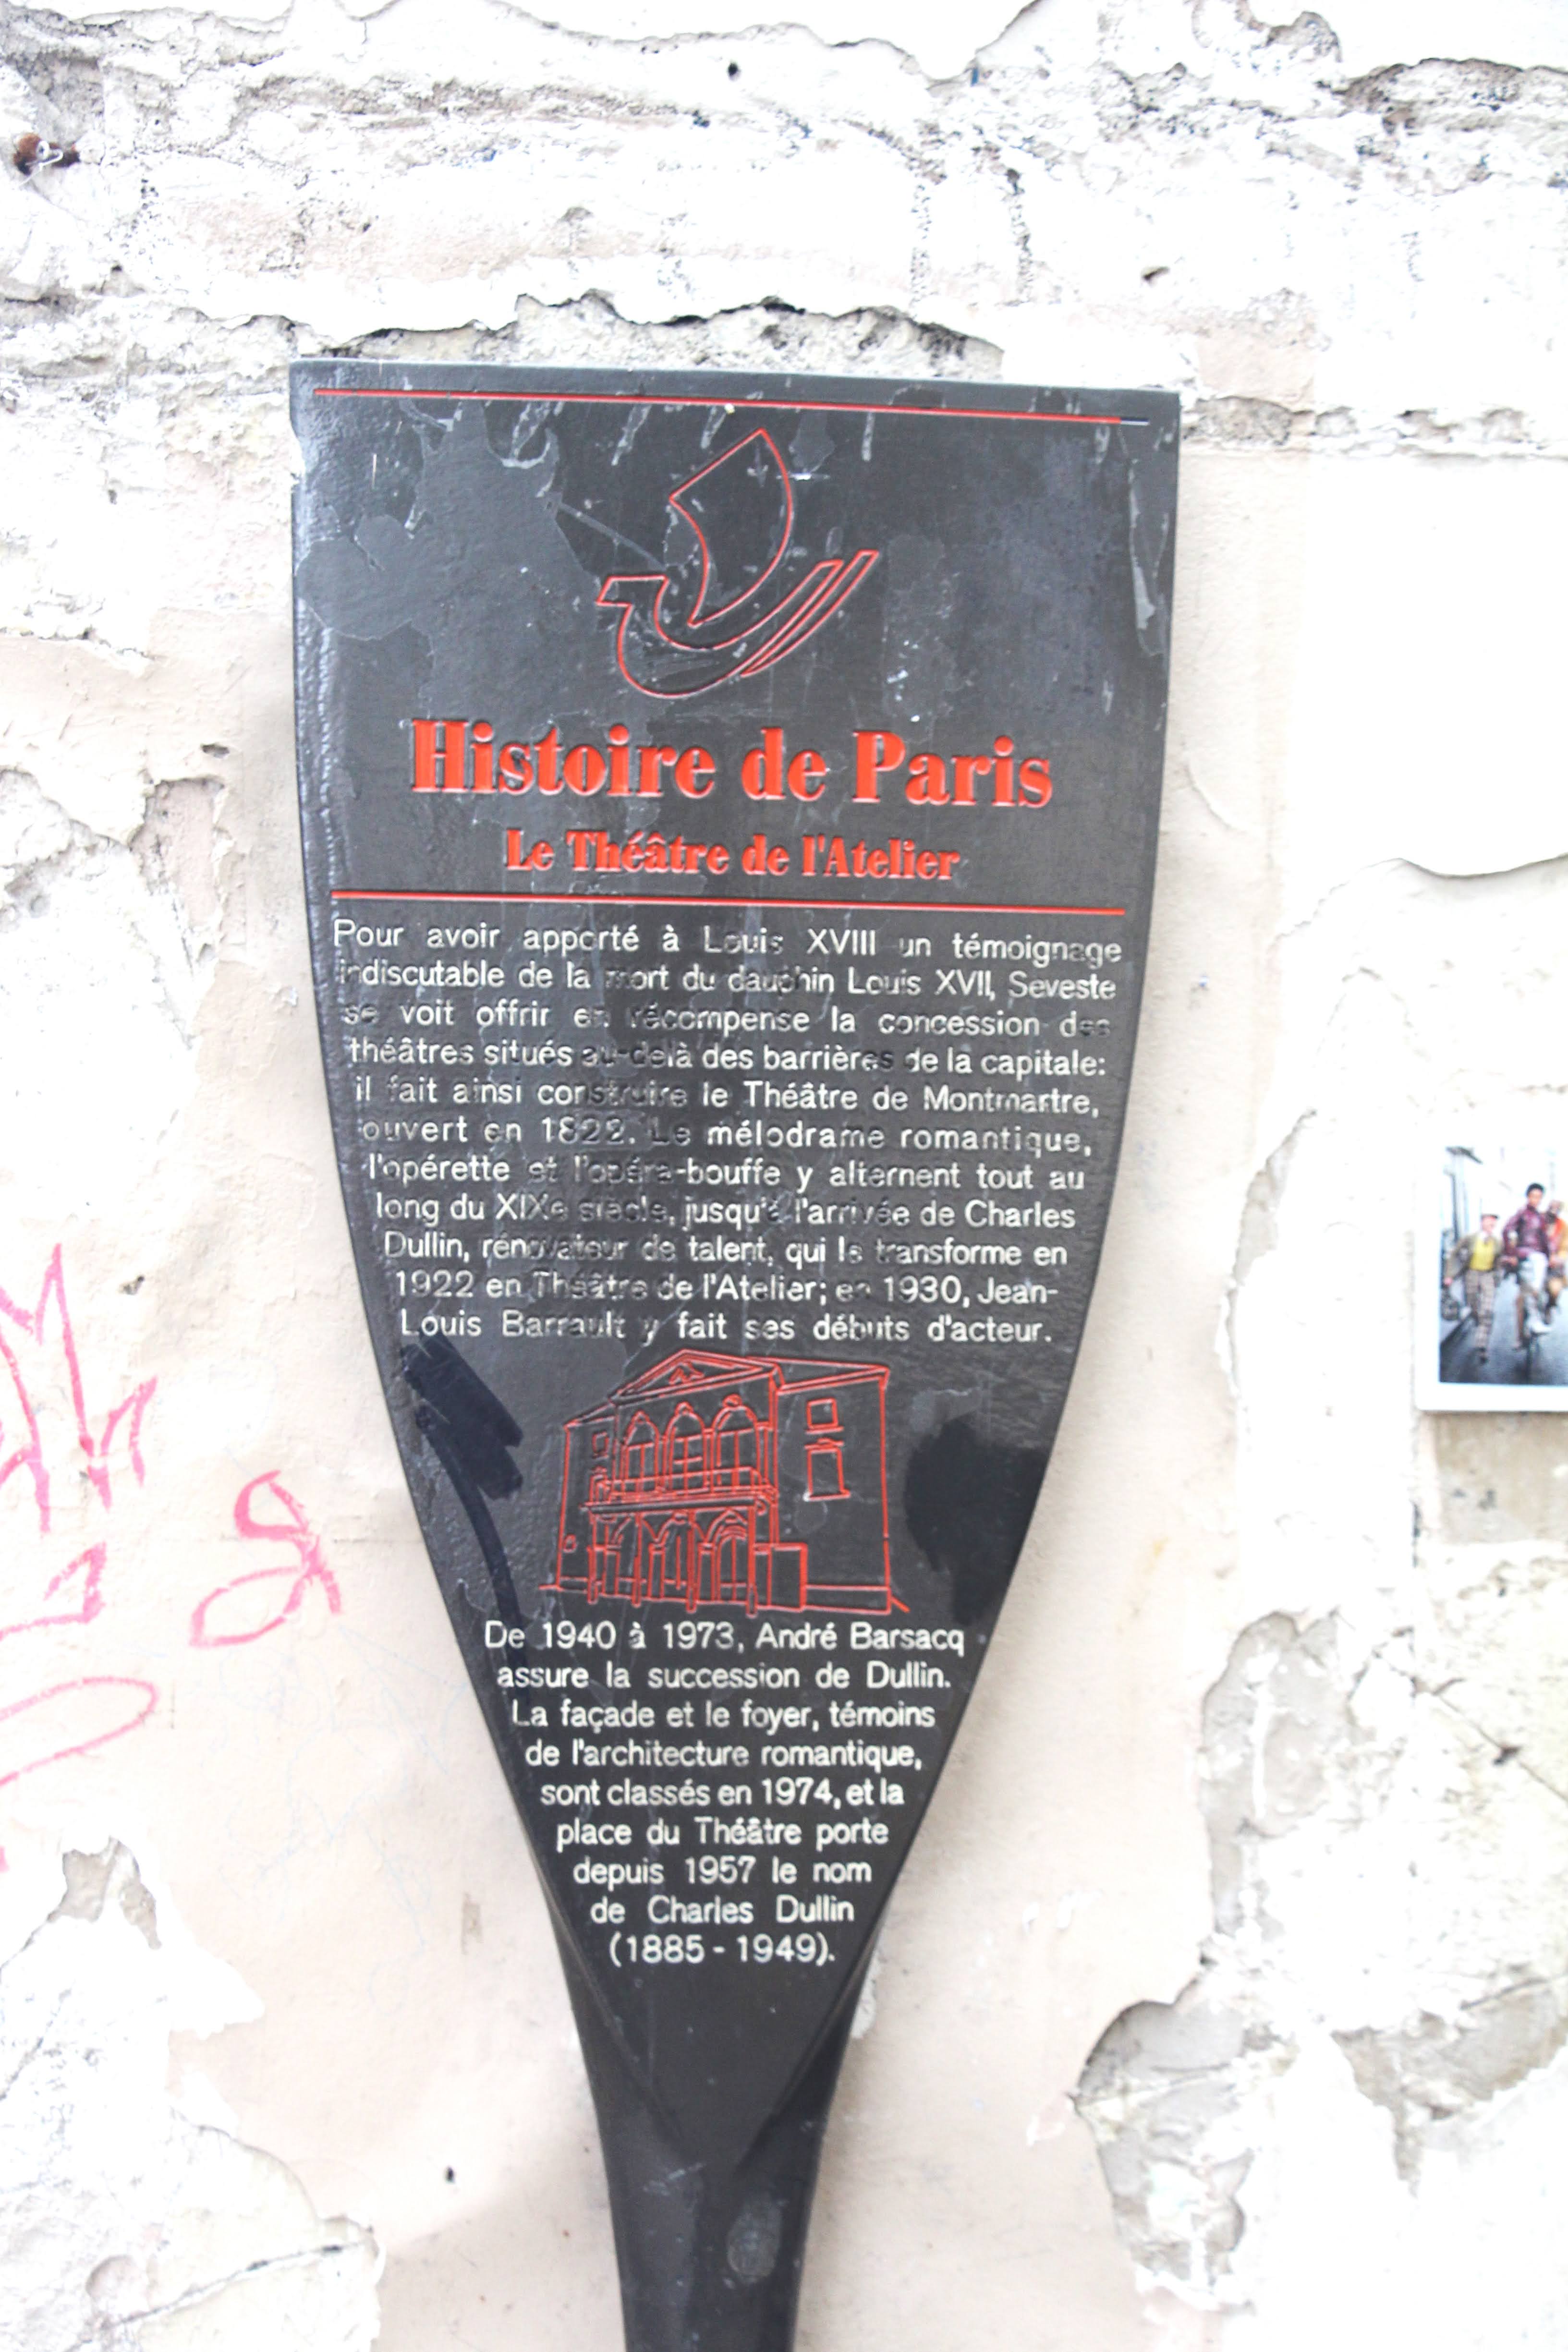 Histoire de Paris
Le Théâtre de l'Atelier
Pour avoir apporté à Louis XVIII un témoignage
indiscutable de la mort du dauphin Louis XVII, Seveste
se voit offrir en récompense la concession des
théâtres situés au-delà des barrières de la capitale:
il fait ainsi construire le Théâtre de Montmartre,
ouvert en 1822. Le mélodrame romantique,
l'opérette et l'opéra-bouffe y alternent tout au
long du XIXe siècle, jusqu'à l'arrivée de Charles
Dullin, rénovateur de talent, qui le transforme en
1922 en Théâtre de l'Atelier; en 1930, Jean-
Louis Barrault y fait ses débuts d'acteur.
De 1940 à 1973, André Barsacq
assure la succession de Dullin.
La façade et le foyer, témoins
de l'architecture romantique,
sont classés en 1974, et la
place du Théâtre porte
depuis 1957 le nom
de Charles Dullin
(1885 - 1949).